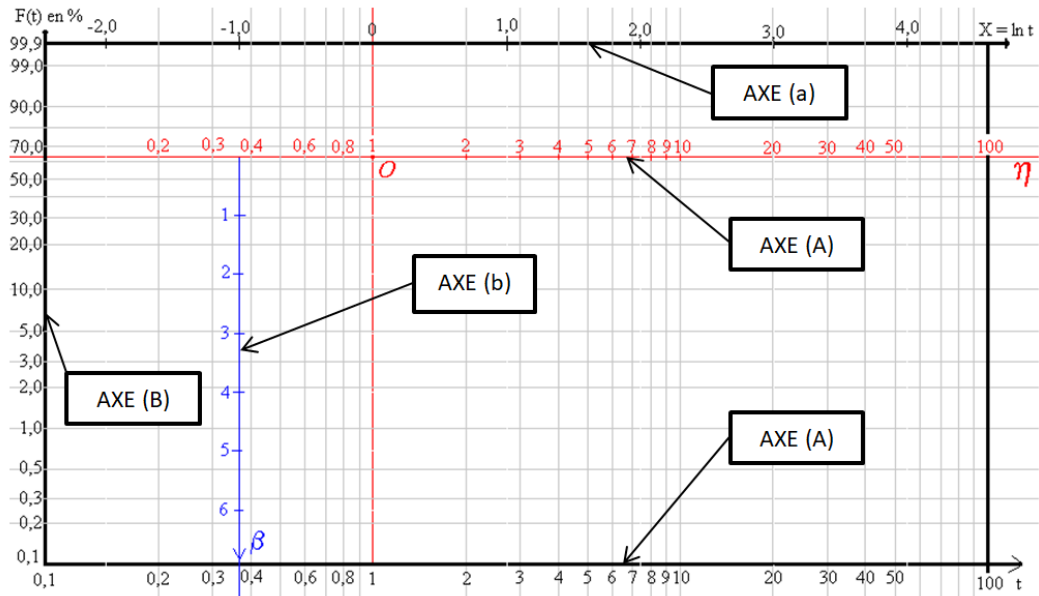 F(t) en %
-2,0 -1,0 0 1,0 2,0 3,0 4,0 X = ln t
99,9
99,0
AXE (a)
90,0
70,0 0,2 0,3 0,4 0,6 0,8 1 2 3 4 5 6 7 8 9 10 20 30 40 50 100
O η
50,0
1
30,0
20,0 AXE (A)
2
AXE (b)
10,0
5,0 3
3,0
2,0 4
AXE (B)
1,0
AXE (A)
5
0,5
0,3
6
0,2
β
0,1
0,1 0,2 0,3 0,4 0,6 0,8 1 2 3 4 5 6 7 8 9 10 20 30 40 50 100 t